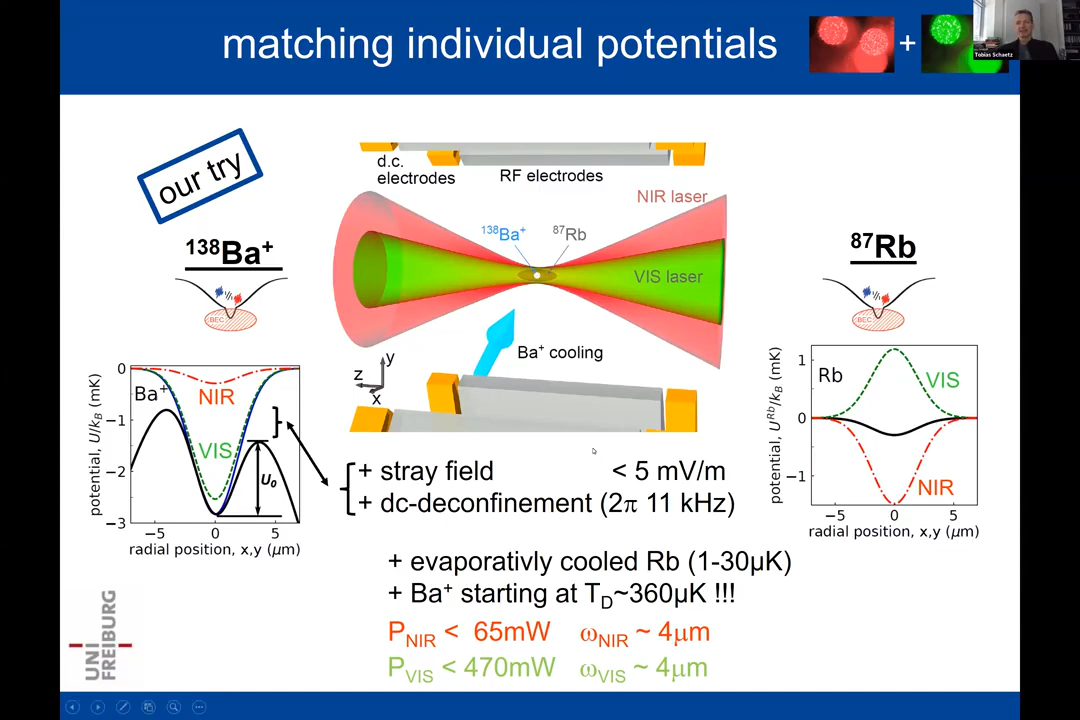 matching individual potentials
+
Tobias Schaetz
our try
d.c.
electrodes
RF electrodes
NIR laser
138Ba+
87Rb
VIS laser
Ba+ cooling
y
z
x
138Ba+
BEC
87Rb
BEC
potential, U/kB (mK)
0
−1
−2
−3
Ba+
NIR
VIS
U0
−5 0 5
radial position, x,y (μm)
potential, URb/kB (mK)
1
0
−1
Rb
VIS
NIR
−5 0 5
radial position, x,y (μm)
+ stray field < 5 mV/m
+ dc-deconfinement (2π 11 kHz)
+ evaporativly cooled Rb (1-30μK)
+ Ba+ starting at TD~360μK !!!
PNIR < 65mW ωNIR ~ 4μm
PVIS < 470mW ωVIS ~ 4μm
UNI
FREIBURG